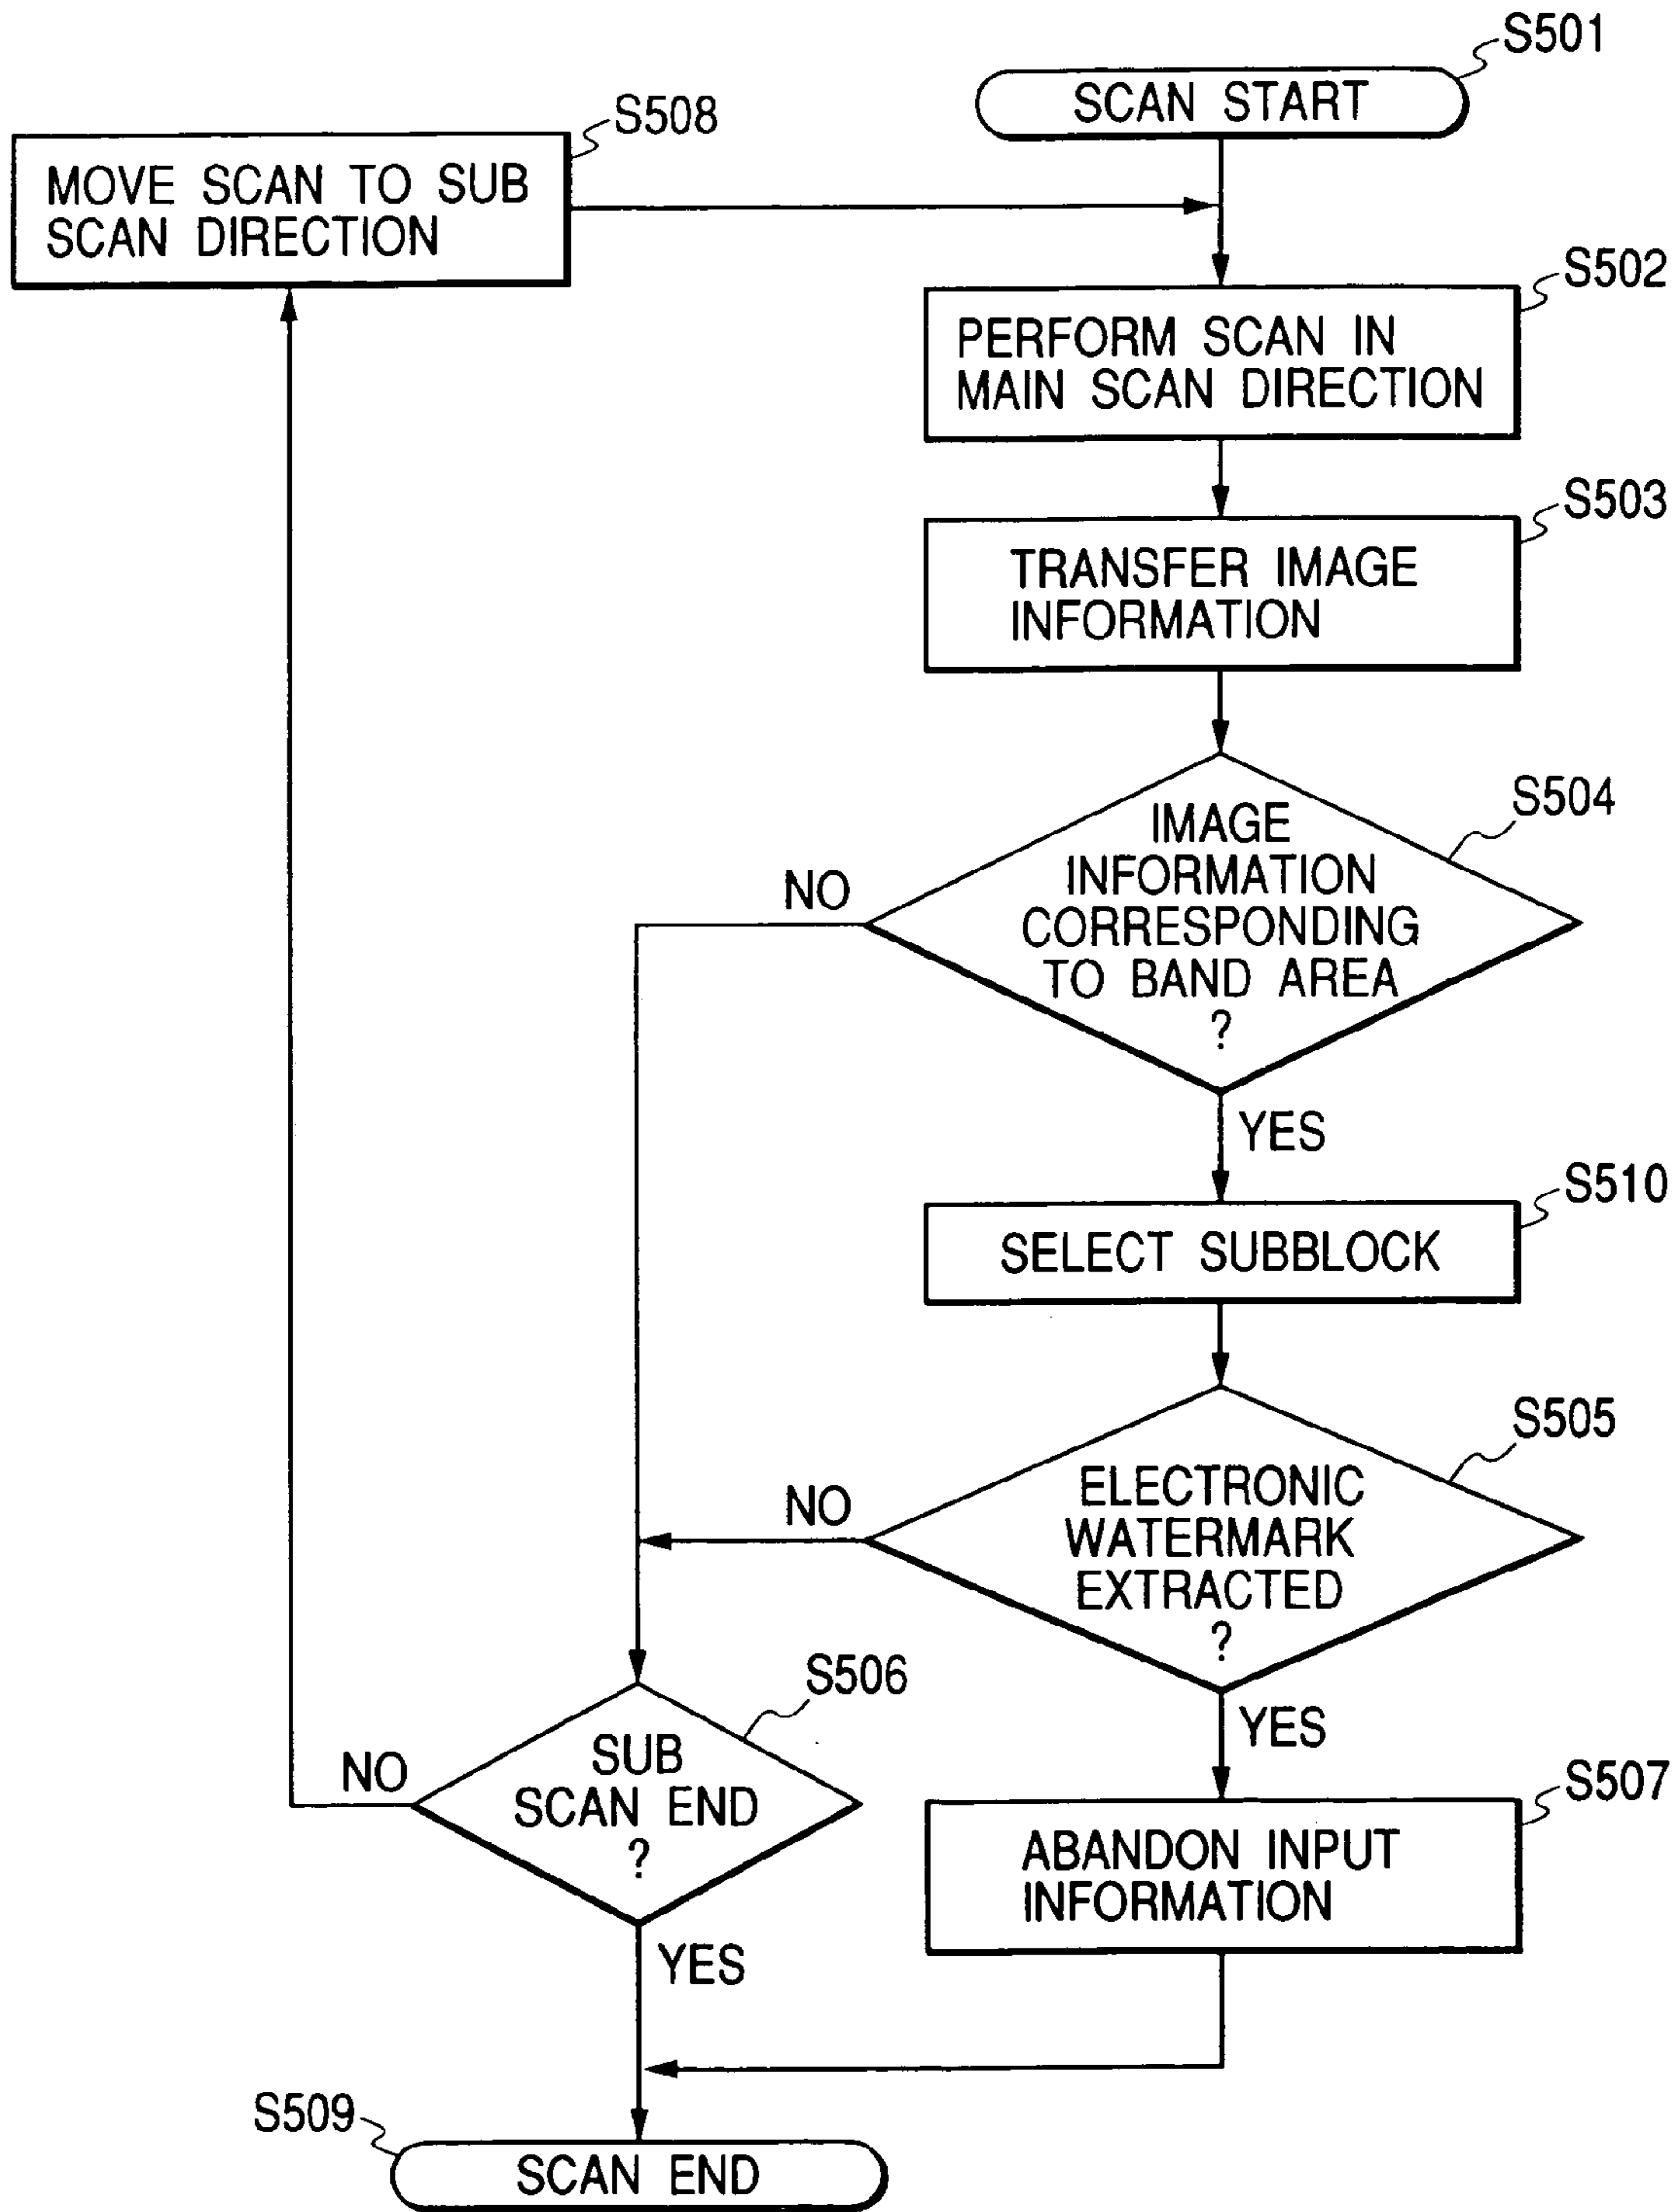 S501
SCAN START
S508
MOVE SCAN TO SUB
SCAN DIRECTION
S502
PERFORM SCAN IN
MAIN SCAN DIRECTION
S503
TRANSFER IMAGE
INFORMATION
S504
IMAGE
INFORMATION
CORRESPONDING
TO BAND AREA
?
NO
YES
S510
SELECT SUBBLOCK
S505
ELECTRONIC
WATERMARK
EXTRACTED
?
NO
YES
S506
SUB
SCAN END
?
NO
YES
S507
ABANDON INPUT
INFORMATION
S509
SCAN END